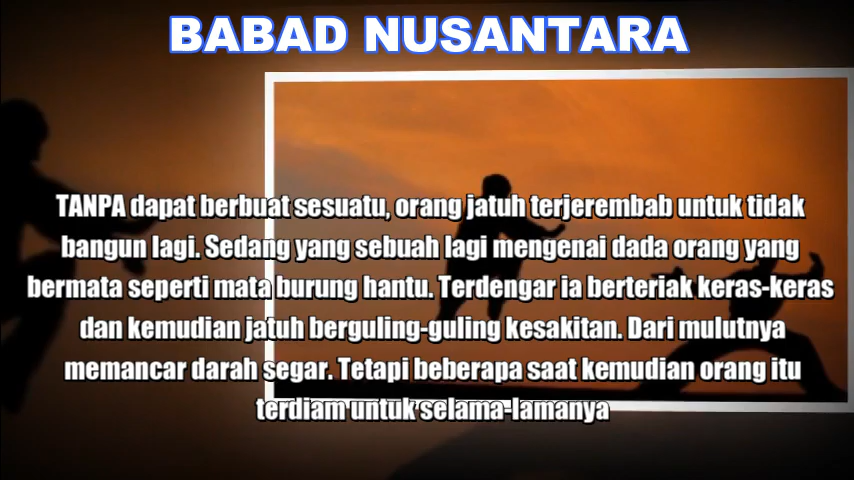 BABAD NUSANTARA
TANPA dapat berbuat sesuatu, orang jatuh terjerembab untuk tidak
bangun lagi. Sedang yang sebuah lagi mengenai dada orang yang
bermata seperti mata burung hantu. Terdengar ia berteriak keras-keras
dan kemudian jatuh berguling-guling kesakitan. Dari mulutnya
memancar darah segar. Tetapi beberapa saat kemudian orang itu
terdiam untuk selama-lamanya